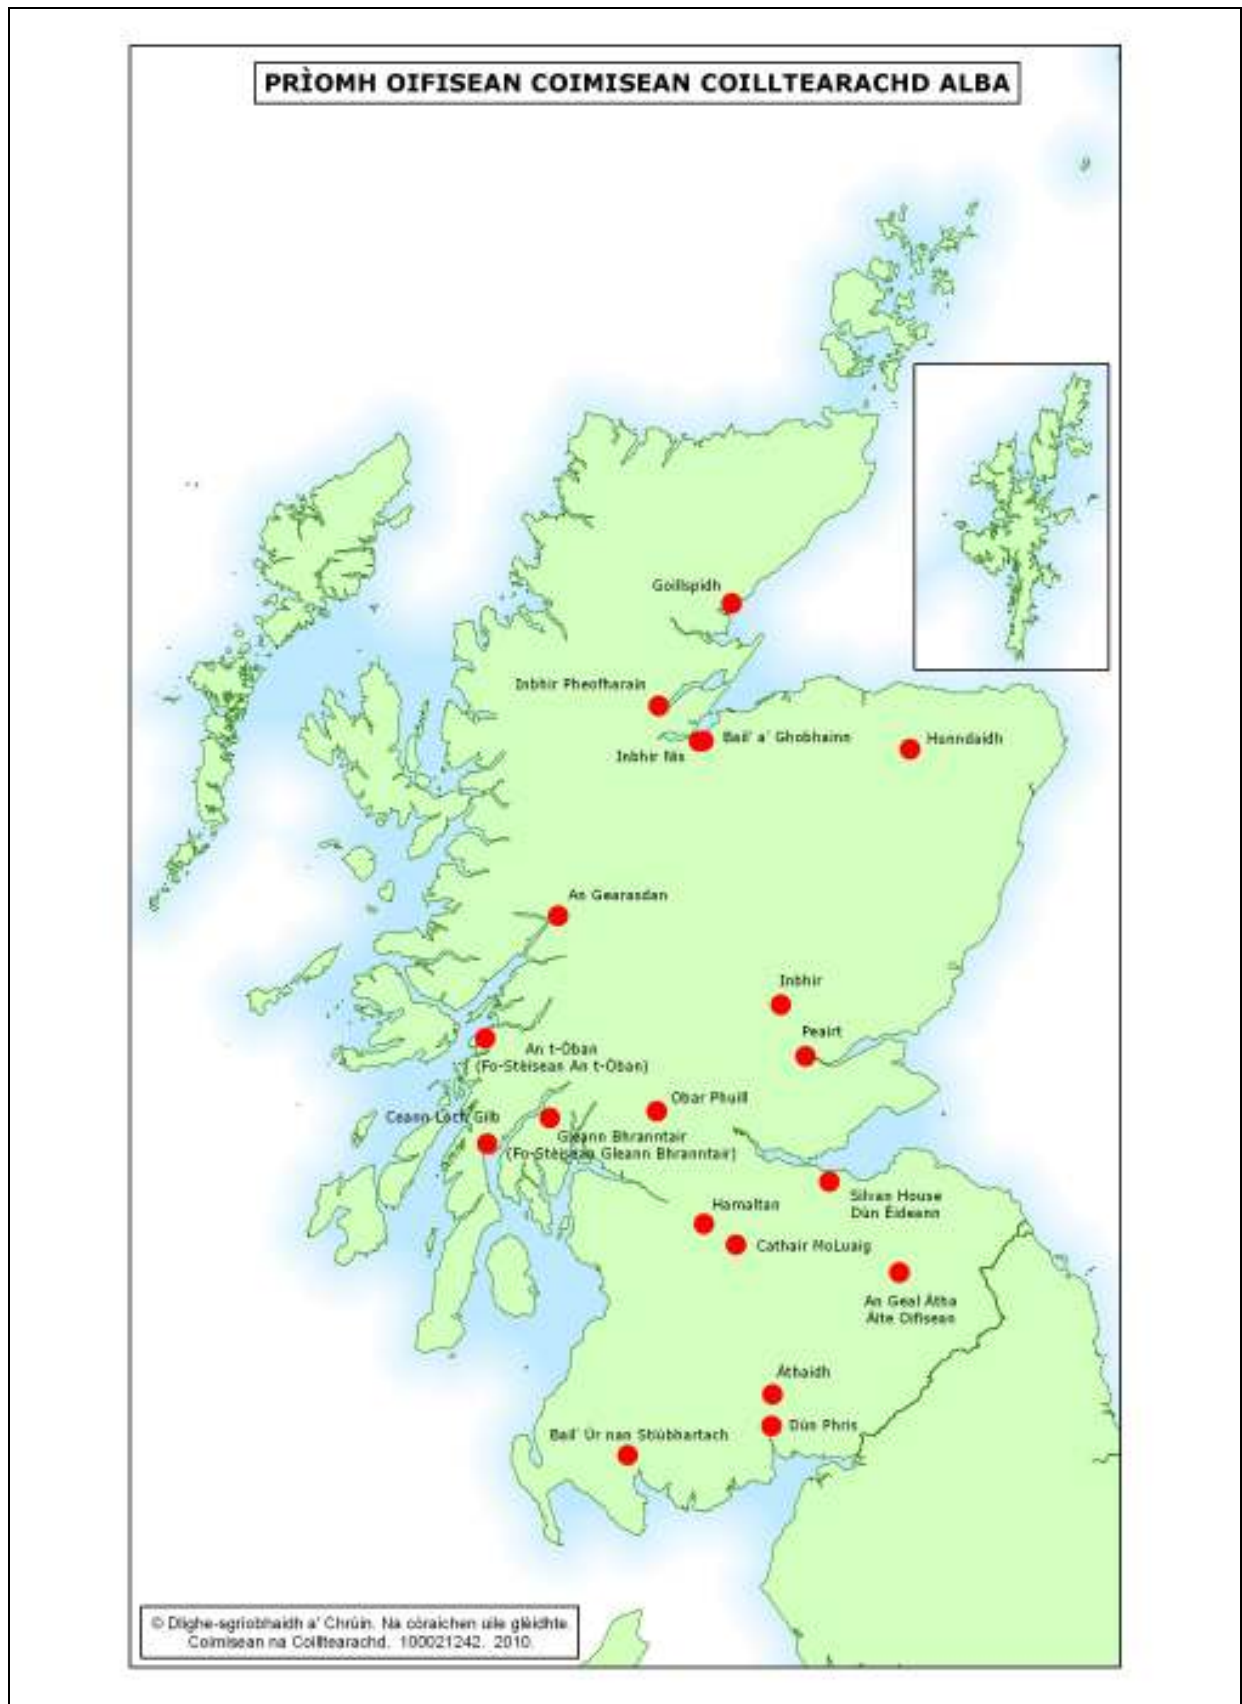 PRÌOMH OIFISEAN COIMISEAN COILLTEARACHD ALBA
Goillspidh
Inbhir Pheofharain
Bail' a' Ghobhainn
Hunndaidh
Inbhir Nis
An Gearasdan
Inbhir
Peairt
An t-Òban
(Fo-Stèisean An t-Òban)
Obar Phuill
Ceann Loch Gilb
Gleann Bhranntair
(Fo-Stèisean Gleann Bhranntair)
Silvan House
Dùn Èideann
Hamaltan
Cathair MoLuaig
An Geal Àtha
Àite Oifisean
Àthaidh
Dùn Phris
Bail' Ùr nan Stiùbhartach
© Dlighe-sgrìobhaidh a' Chrùin. Na còraichean uile glèidhte.
Coimisean na Coilltearachd. 100021242. 2010.